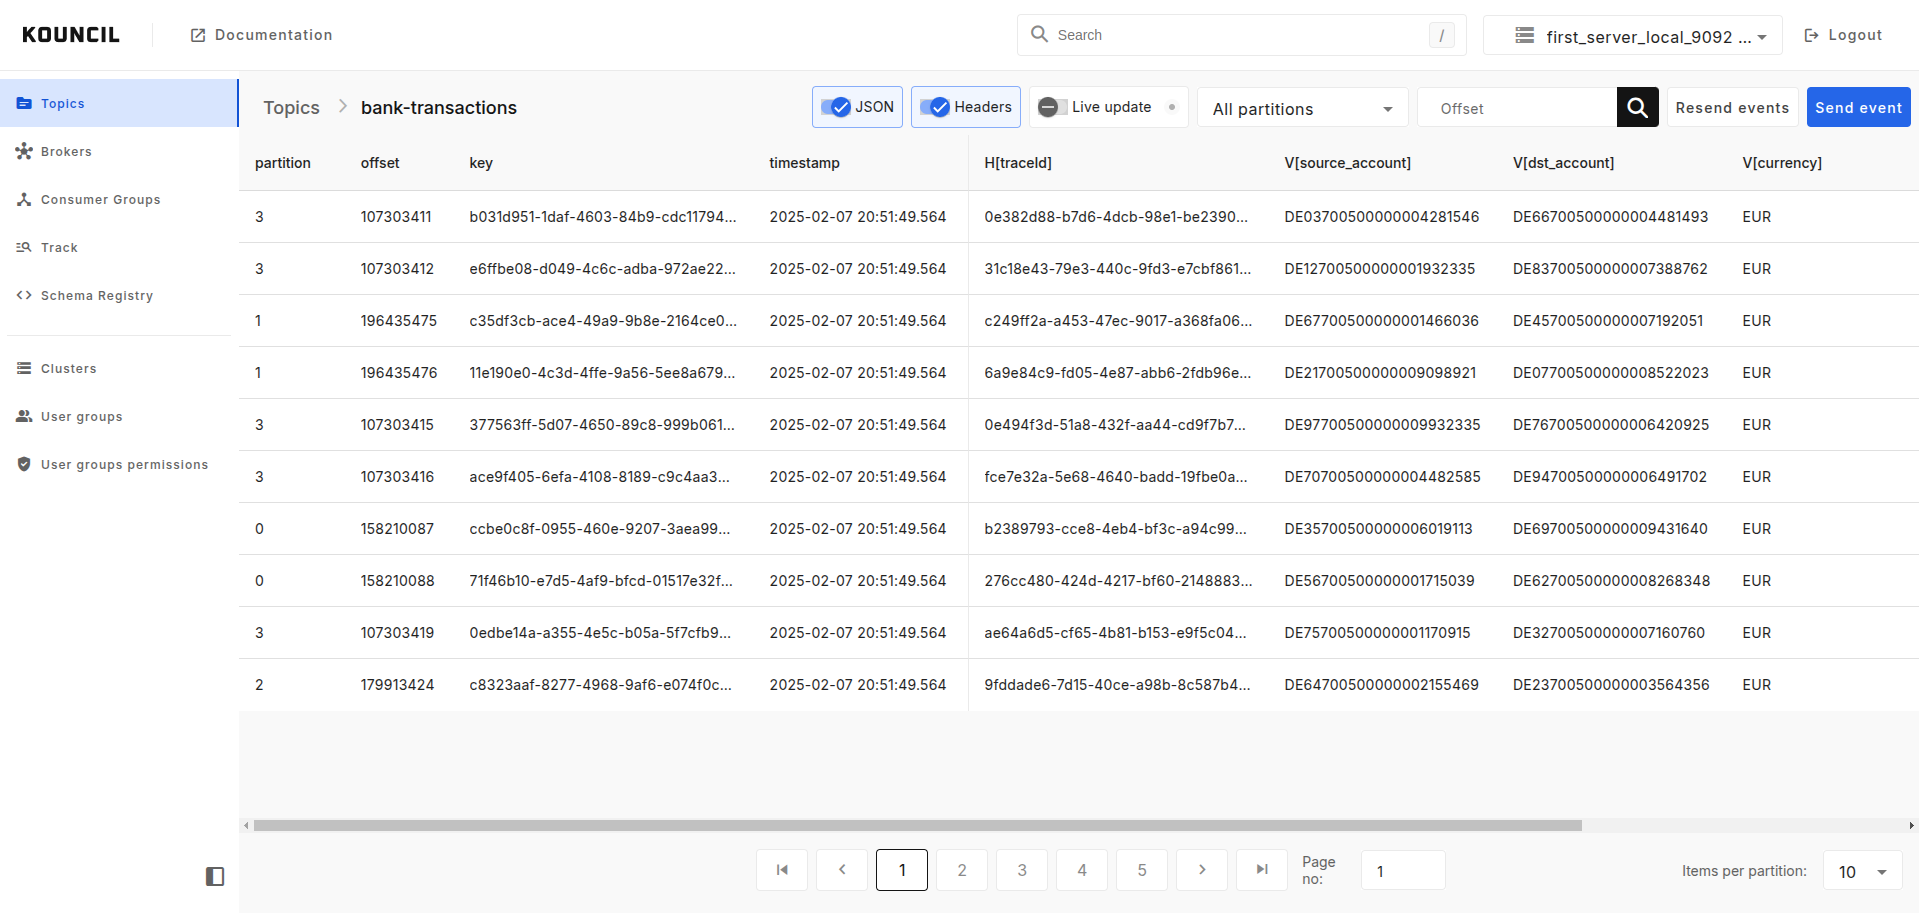 KOUNCIL
Documentation
Search /
first_server_local_9092 ...
Logout
Topics
Brokers
Consumer Groups
Track
Schema Registry
Clusters
User groups
User groups permissions
Topics bank-transactions
JSON
Headers
Live update
All partitions
Offset
Resend events
Send event
partition offset key timestamp H[traceId] V[source_account] V[dst_account] V[currency]
3 107303411 b031d951-1daf-4603-84b9-cdc11794... 2025-02-07 20:51:49.564 0e382d88-b7d6-4dcb-98e1-be2390... DE03700500000004281546 DE66700500000004481493 EUR
3 107303412 e6ffbe08-d049-4c6c-adba-972ae22... 2025-02-07 20:51:49.564 31c18e43-79e3-440c-9fd3-e7cbf861... DE12700500000001932335 DE83700500000007388762 EUR
1 196435475 c35df3cb-ace4-49a9-9b8e-2164ce0... 2025-02-07 20:51:49.564 c249ff2a-a453-47ec-9017-a368fa06... DE67700500000001466036 DE45700500000007192051 EUR
1 196435476 11e190e0-4c3d-4ffe-9a56-5ee8a679... 2025-02-07 20:51:49.564 6a9e84c9-fd05-4e87-abb6-2fdb96e... DE21700500000009098921 DE07700500000008522023 EUR
3 107303415 377563ff-5d07-4650-89c8-999b061... 2025-02-07 20:51:49.564 0e494f3d-51a8-432f-aa44-cd9f7b7... DE97700500000009932335 DE76700500000006420925 EUR
3 107303416 ace9f405-6efa-4108-8189-c9c4aa3... 2025-02-07 20:51:49.564 fce7e32a-5e68-4640-badd-19fbe0a... DE70700500000004482585 DE94700500000006491702 EUR
0 158210087 ccbe0c8f-0955-460e-9207-3aea99... 2025-02-07 20:51:49.564 b2389793-cce8-4eb4-bf3c-a94c99... DE35700500000006019113 DE69700500000009431640 EUR
0 158210088 71f46b10-e7d5-4af9-bfcd-01517e32f... 2025-02-07 20:51:49.564 276cc480-424d-4217-bf60-2148883... DE56700500000001715039 DE62700500000008268348 EUR
3 107303419 0edbe14a-a355-4e5c-b05a-5f7cfb9... 2025-02-07 20:51:49.564 ae64a6d5-cf65-4b81-b153-e9f5c04... DE75700500000001170915 DE32700500000007160760 EUR
2 179913424 c8323aaf-8277-4968-9af6-e074f0c... 2025-02-07 20:51:49.564 9fddade6-7d15-40ce-a98b-8c587b4... DE64700500000002155469 DE23700500000003564356 EUR
1 2 3 4 5
Page
no:
1
Items per partition: 10